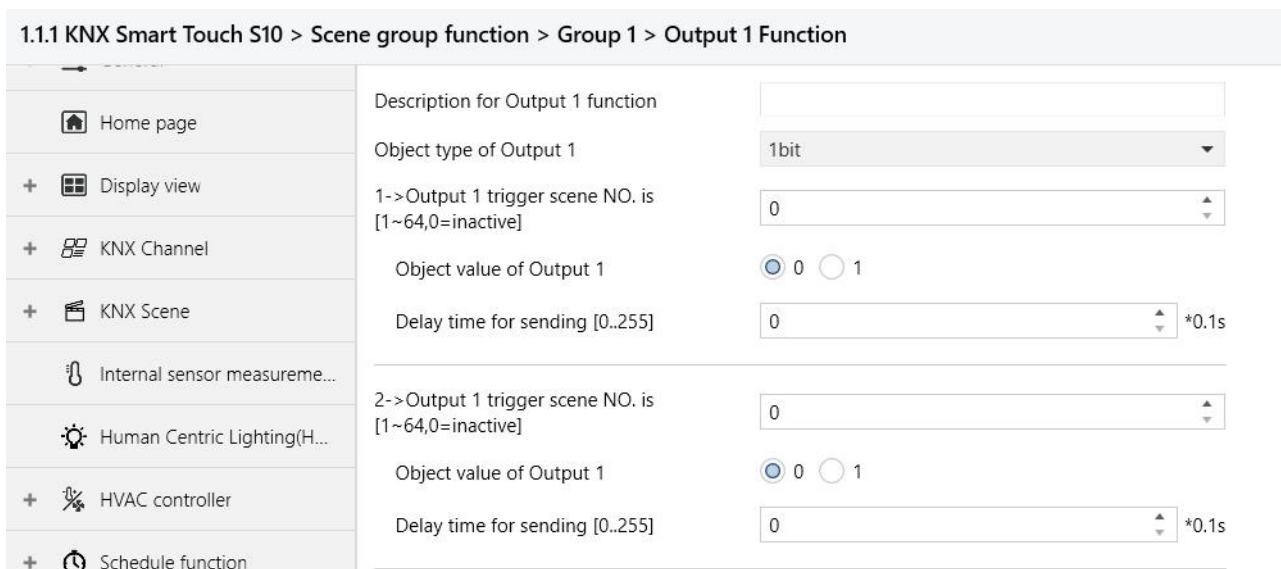 1.1.1 KNX Smart Touch S10 > Scene group function > Group 1 > Output 1 Function
Home page
Display view
KNX Channel
KNX Scene
Internal sensor measureme...
Human Centric Lighting(H...
HVAC controller
Schedule function
Description for Output 1 function
Object type of Output 1
1bit
1->Output 1 trigger scene NO. is
[1~64,0=inactive]
0
Object value of Output 1
0 1
Delay time for sending [0..255]
0
*0.1s
2->Output 1 trigger scene NO. is
[1~64,0=inactive]
0
Object value of Output 1
0 1
Delay time for sending [0..255]
0
*0.1s